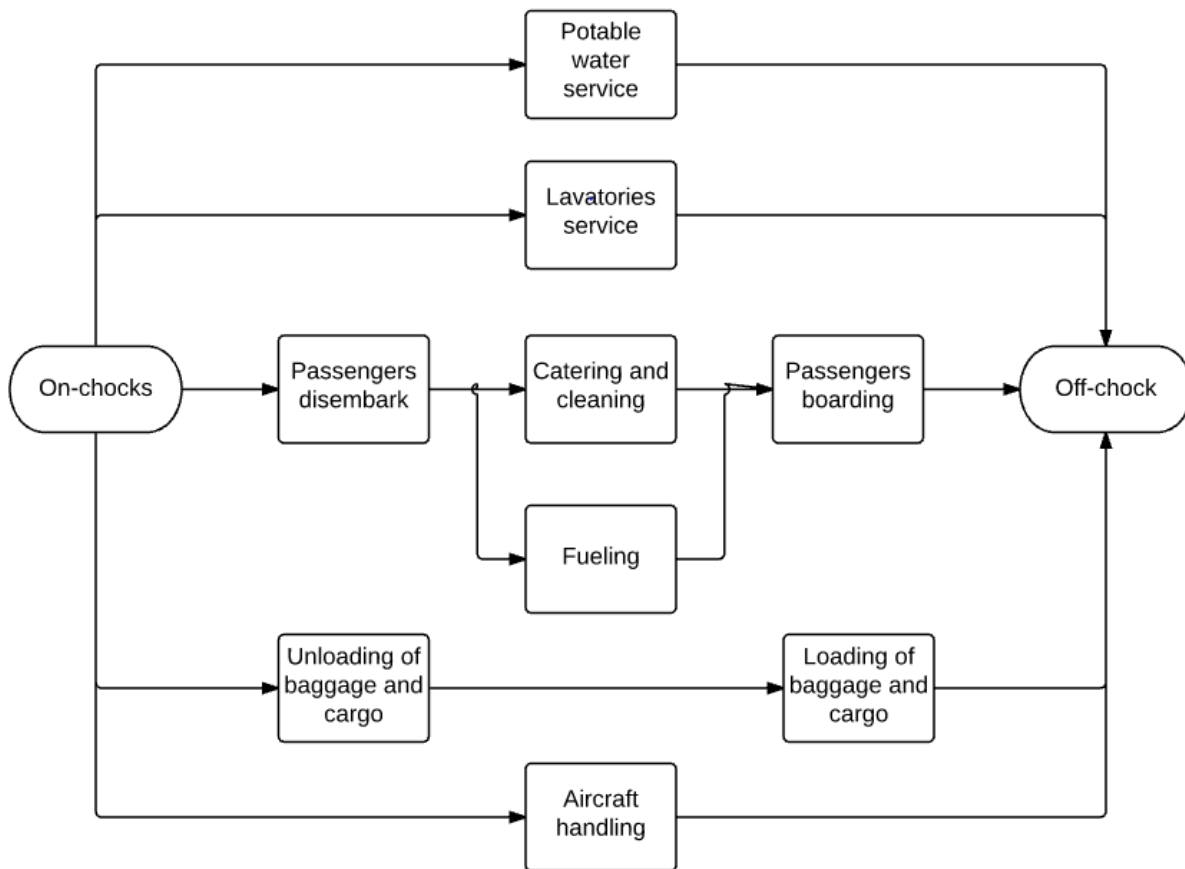 Potable
water
service
Lavatories
service
On-chocks
Passengers
disembark
Catering and
cleaning
Passengers
boarding
Off-chock
Fueling
Unloading of
baggage and
cargo
Loading of
baggage and
cargo
Aircraft
handling